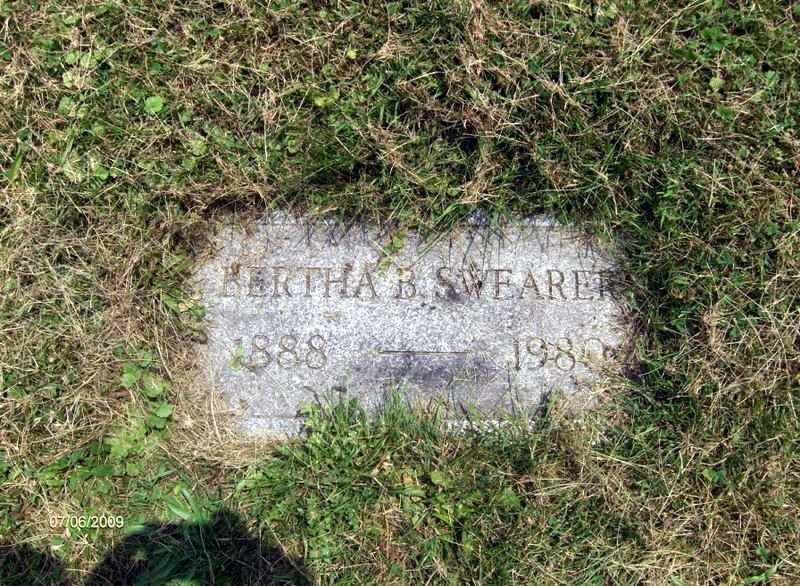 BERTHA B. SWEARER
1888 — 1980
07/06/2009